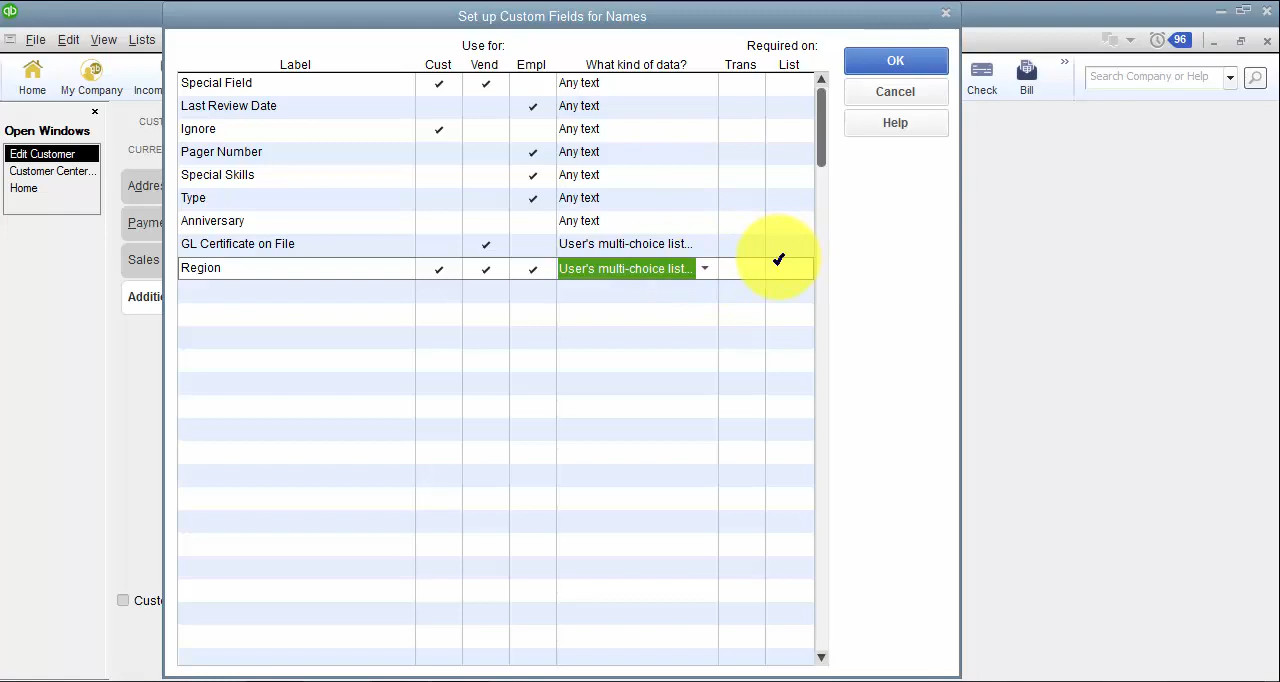 qb
Set up Custom Fields for Names
File Edit View Lists
96
Home
My Company
Incom
Check
Bill
Search Company or Help
Open Windows
Edit Customer
Customer Center...
Home
CUST
CURRE
Addres
Payme
Sales
Additi
Custo
Use for:
Required on:
Label Cust Vend Empl What kind of data? Trans List
Special Field Any text
Last Review Date Any text
Ignore Any text
Pager Number Any text
Special Skills Any text
Type Any text
Anniversary Any text
GL Certificate on File User's multi-choice list...
Region User's multi-choice list...
OK
Cancel
Help